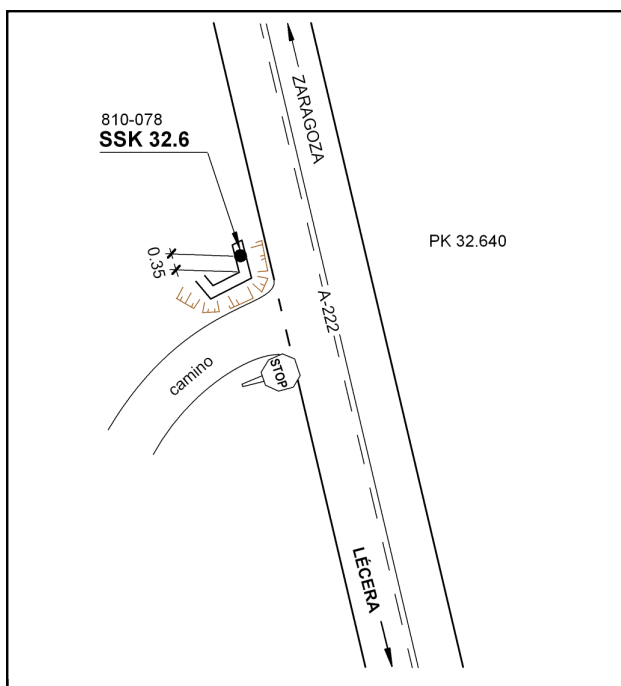 ZARAGOZA
810-078
SSK 32.6
PK 32.640
0.35
A-222
camino
STOP
LÉCERA